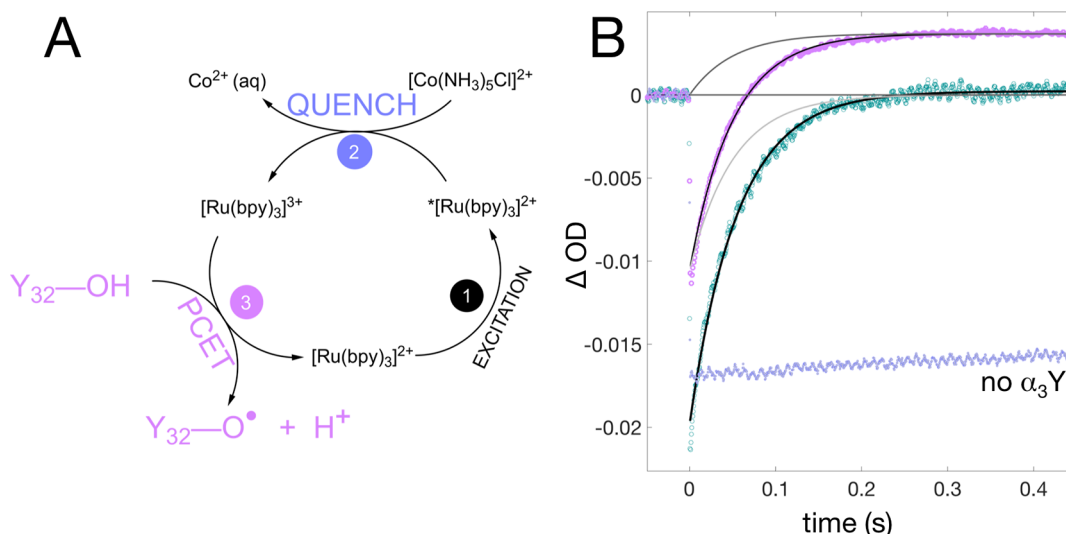 A
Co²⁺ (aq)
[Co(NH₃)₅Cl]²⁺
QUENCH
2
[Ru(bpy)₃]³⁺
*[Ru(bpy)₃]²⁺
Y₃₂—OH
3
1
PCET
EXCITATION
[Ru(bpy)₃]²⁺
Y₃₂—O• + H⁺
B
0
-0.005
-0.01
-0.015
-0.02
Δ OD
no α₃Y
0
0.1
0.2
0.3
0.4
time (s)